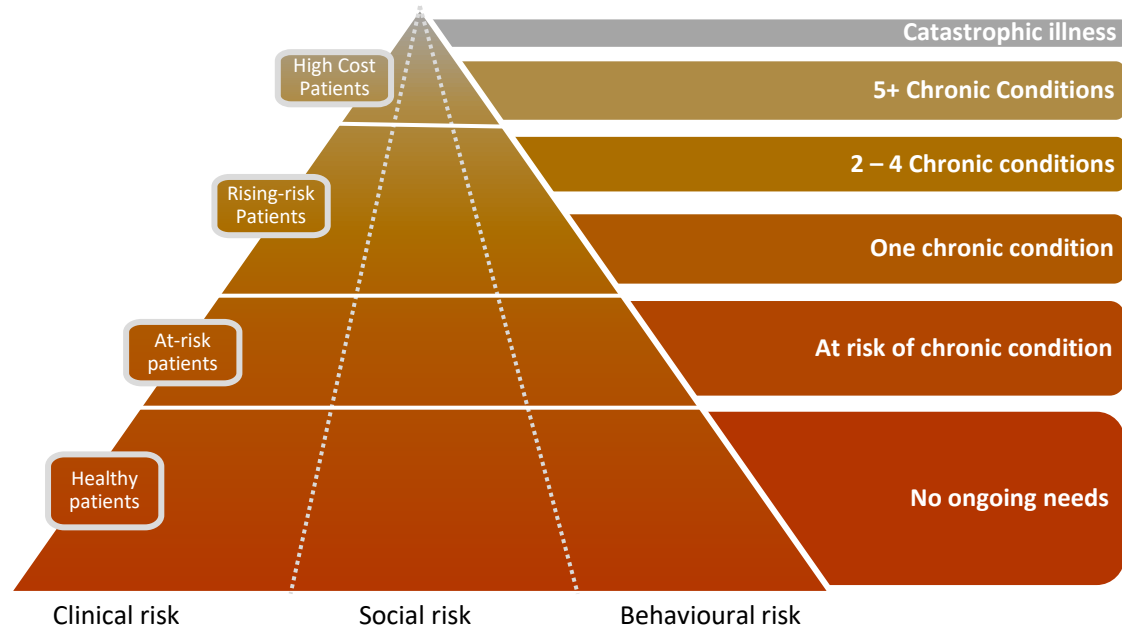 Catastrophic illness
High Cost
Patients
5+ Chronic Conditions
2 – 4 Chronic conditions
Rising-risk
Patients
One chronic condition
At-risk
patients
At risk of chronic condition
Healthy
patients
No ongoing needs
Clinical risk
Social risk
Behavioural risk